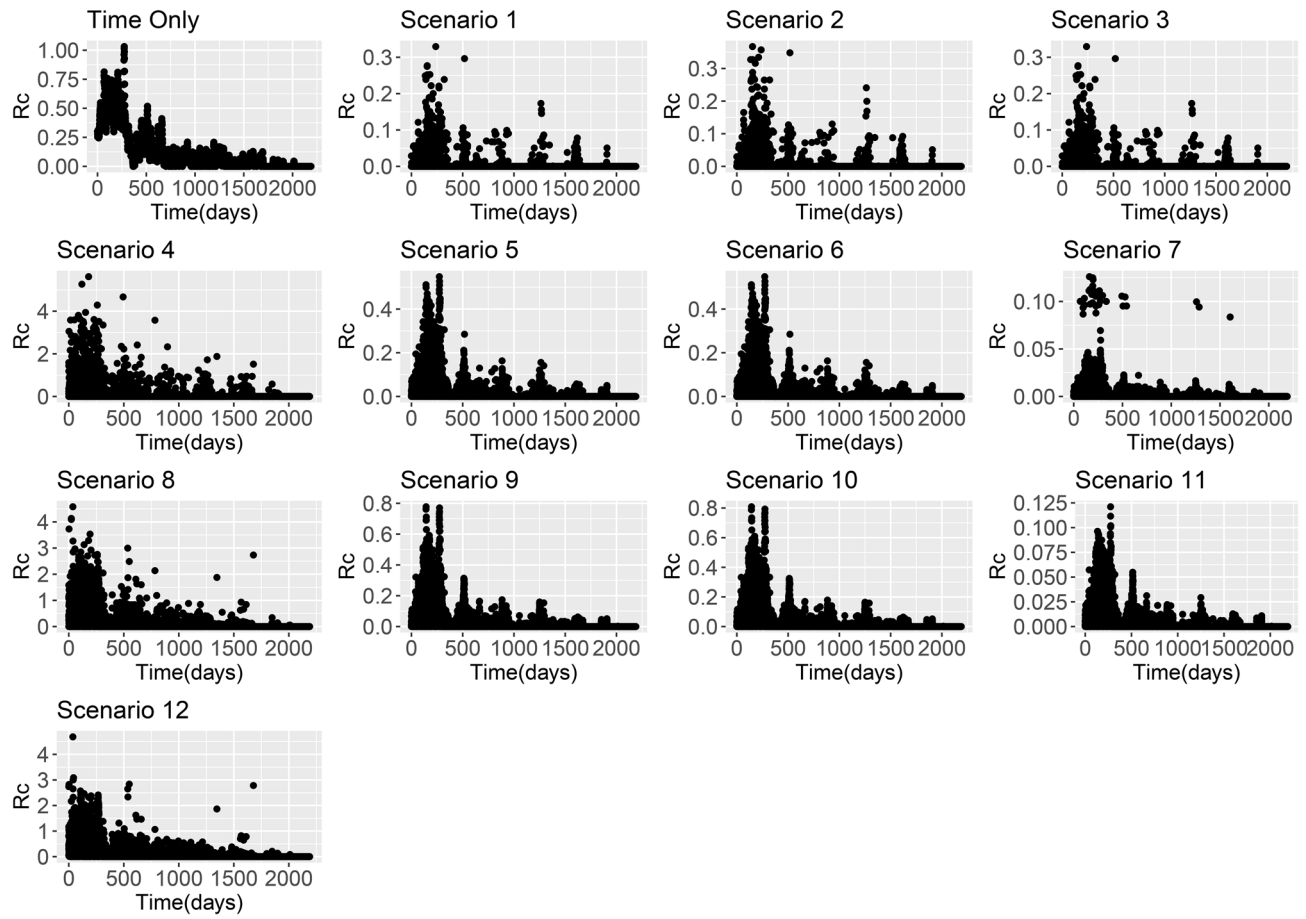 Time Only
Rc
1.00
0.75
0.50
0.25
0.00
0 500 1000 1500 2000
Time(days)
Scenario 1
Rc
0.3
0.2
0.1
0.0
0 500 1000 1500 2000
Time(days)
Scenario 2
Rc
0.3
0.2
0.1
0.0
0 500 1000 1500 2000
Time(days)
Scenario 3
Rc
0.3
0.2
0.1
0.0
0 500 1000 1500 2000
Time(days)
Scenario 4
Rc
4
2
0
0 500 1000 1500 2000
Time(days)
Scenario 5
Rc
0.4
0.2
0.0
0 500 1000 1500 2000
Time(days)
Scenario 6
Rc
0.4
0.2
0.0
0 500 1000 1500 2000
Time(days)
Scenario 7
Rc
0.10
0.05
0.00
0 500 1000 1500 2000
Time(days)
Scenario 8
Rc
4
3
2
1
0
0 500 1000 1500 2000
Time(days)
Scenario 9
Rc
0.8
0.6
0.4
0.2
0.0
0 500 1000 1500 2000
Time(days)
Scenario 10
Rc
0.8
0.6
0.4
0.2
0.0
0 500 1000 1500 2000
Time(days)
Scenario 11
Rc
0.125
0.100
0.075
0.050
0.025
0.000
0 500 1000 1500 2000
Time(days)
Scenario 12
Rc
4
3
2
1
0
0 500 1000 1500 2000
Time(days)